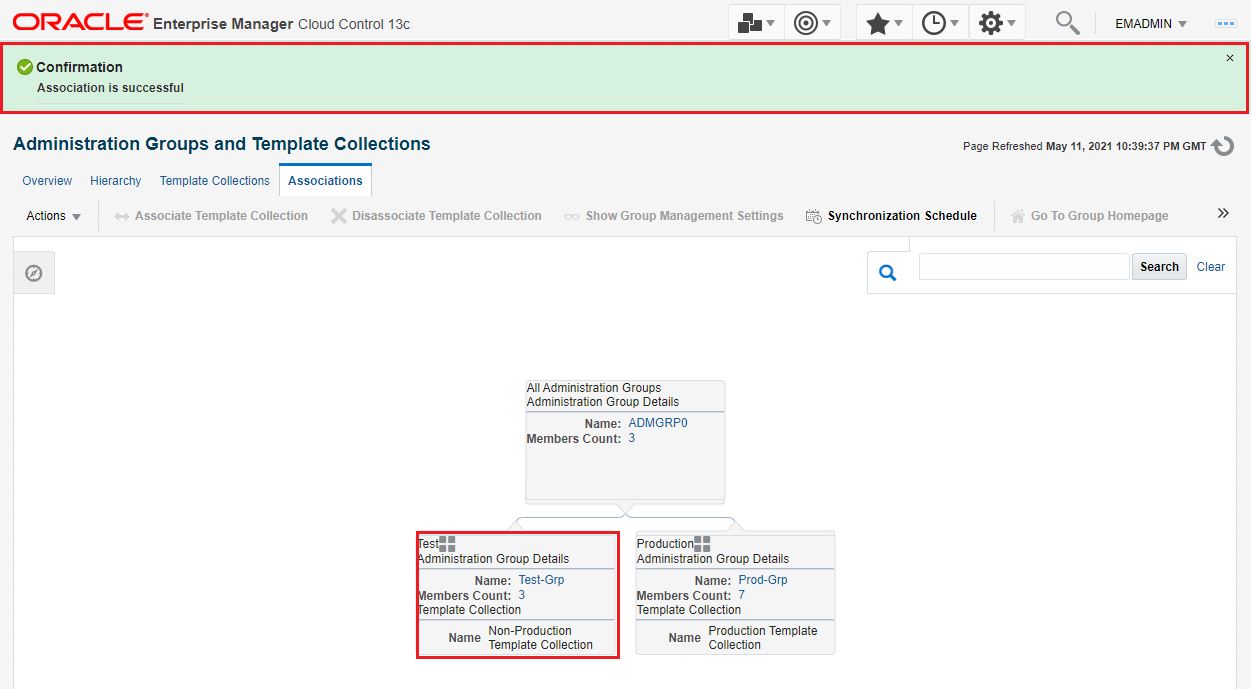 ORACLE® Enterprise Manager Cloud Control 13c
EMADMIN
Confirmation
Association is successful
Administration Groups and Template Collections
Page Refreshed May 11, 2021 10:39:37 PM GMT
Overview Hierarchy Template Collections Associations
Actions Associate Template Collection Disassociate Template Collection Show Group Management Settings Synchronization Schedule Go To Group Homepage
Search Clear
All Administration Groups
Administration Group Details
Name: ADMGRP0
Members Count: 3
Test
Administration Group Details
Name: Test-Grp
Members Count: 3
Template Collection
Name Non-Production
Template Collection
Production
Administration Group Details
Name: Prod-Grp
Members Count: 7
Template Collection
Name Production Template
Collection